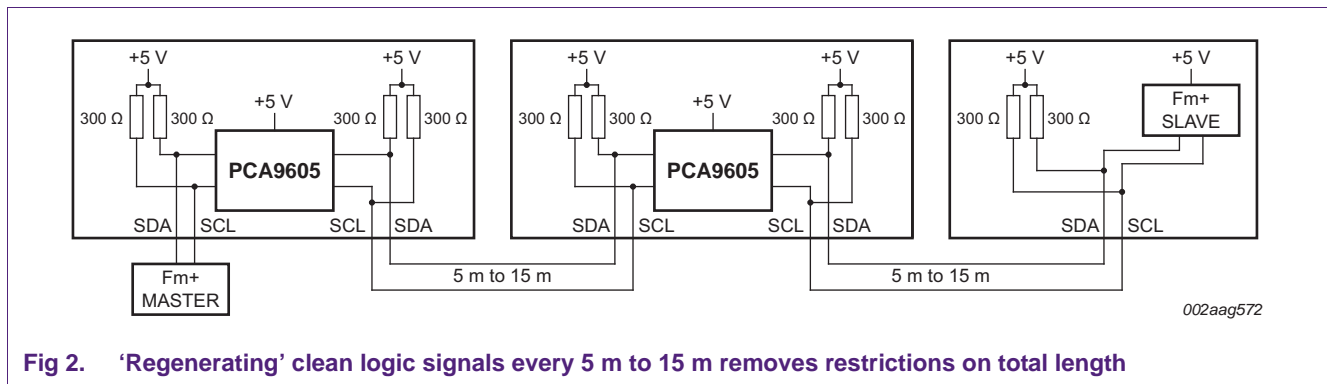 +5 V
+5 V
+5 V
300 Ω
300 Ω
300 Ω
300 Ω
PCA9605
SDA
SCL
SCL
SDA
Fm+
MASTER
5 m to 15 m
+5 V
+5 V
+5 V
300 Ω
300 Ω
300 Ω
300 Ω
PCA9605
SDA
SCL
SCL
SDA
5 m to 15 m
+5 V
+5 V
300 Ω
300 Ω
Fm+
SLAVE
SDA
SCL
002aag572
Fig 2. ‘Regenerating’ clean logic signals every 5 m to 15 m removes restrictions on total length